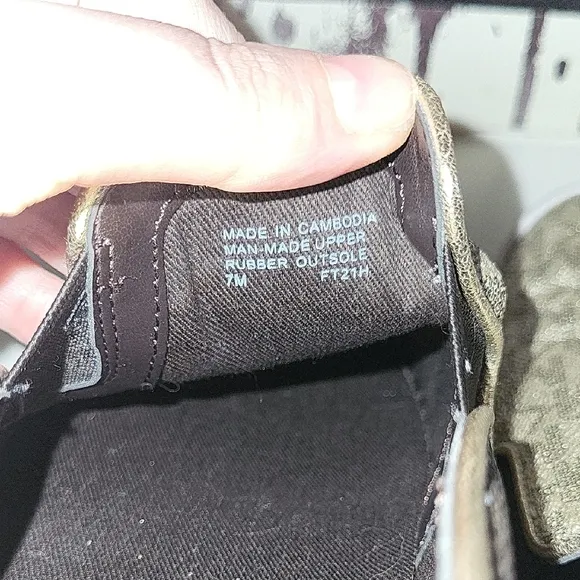 MADE IN CAMBODIA
MAN-MADE UPPER
RUBBER OUTSOLE
7M FT21H